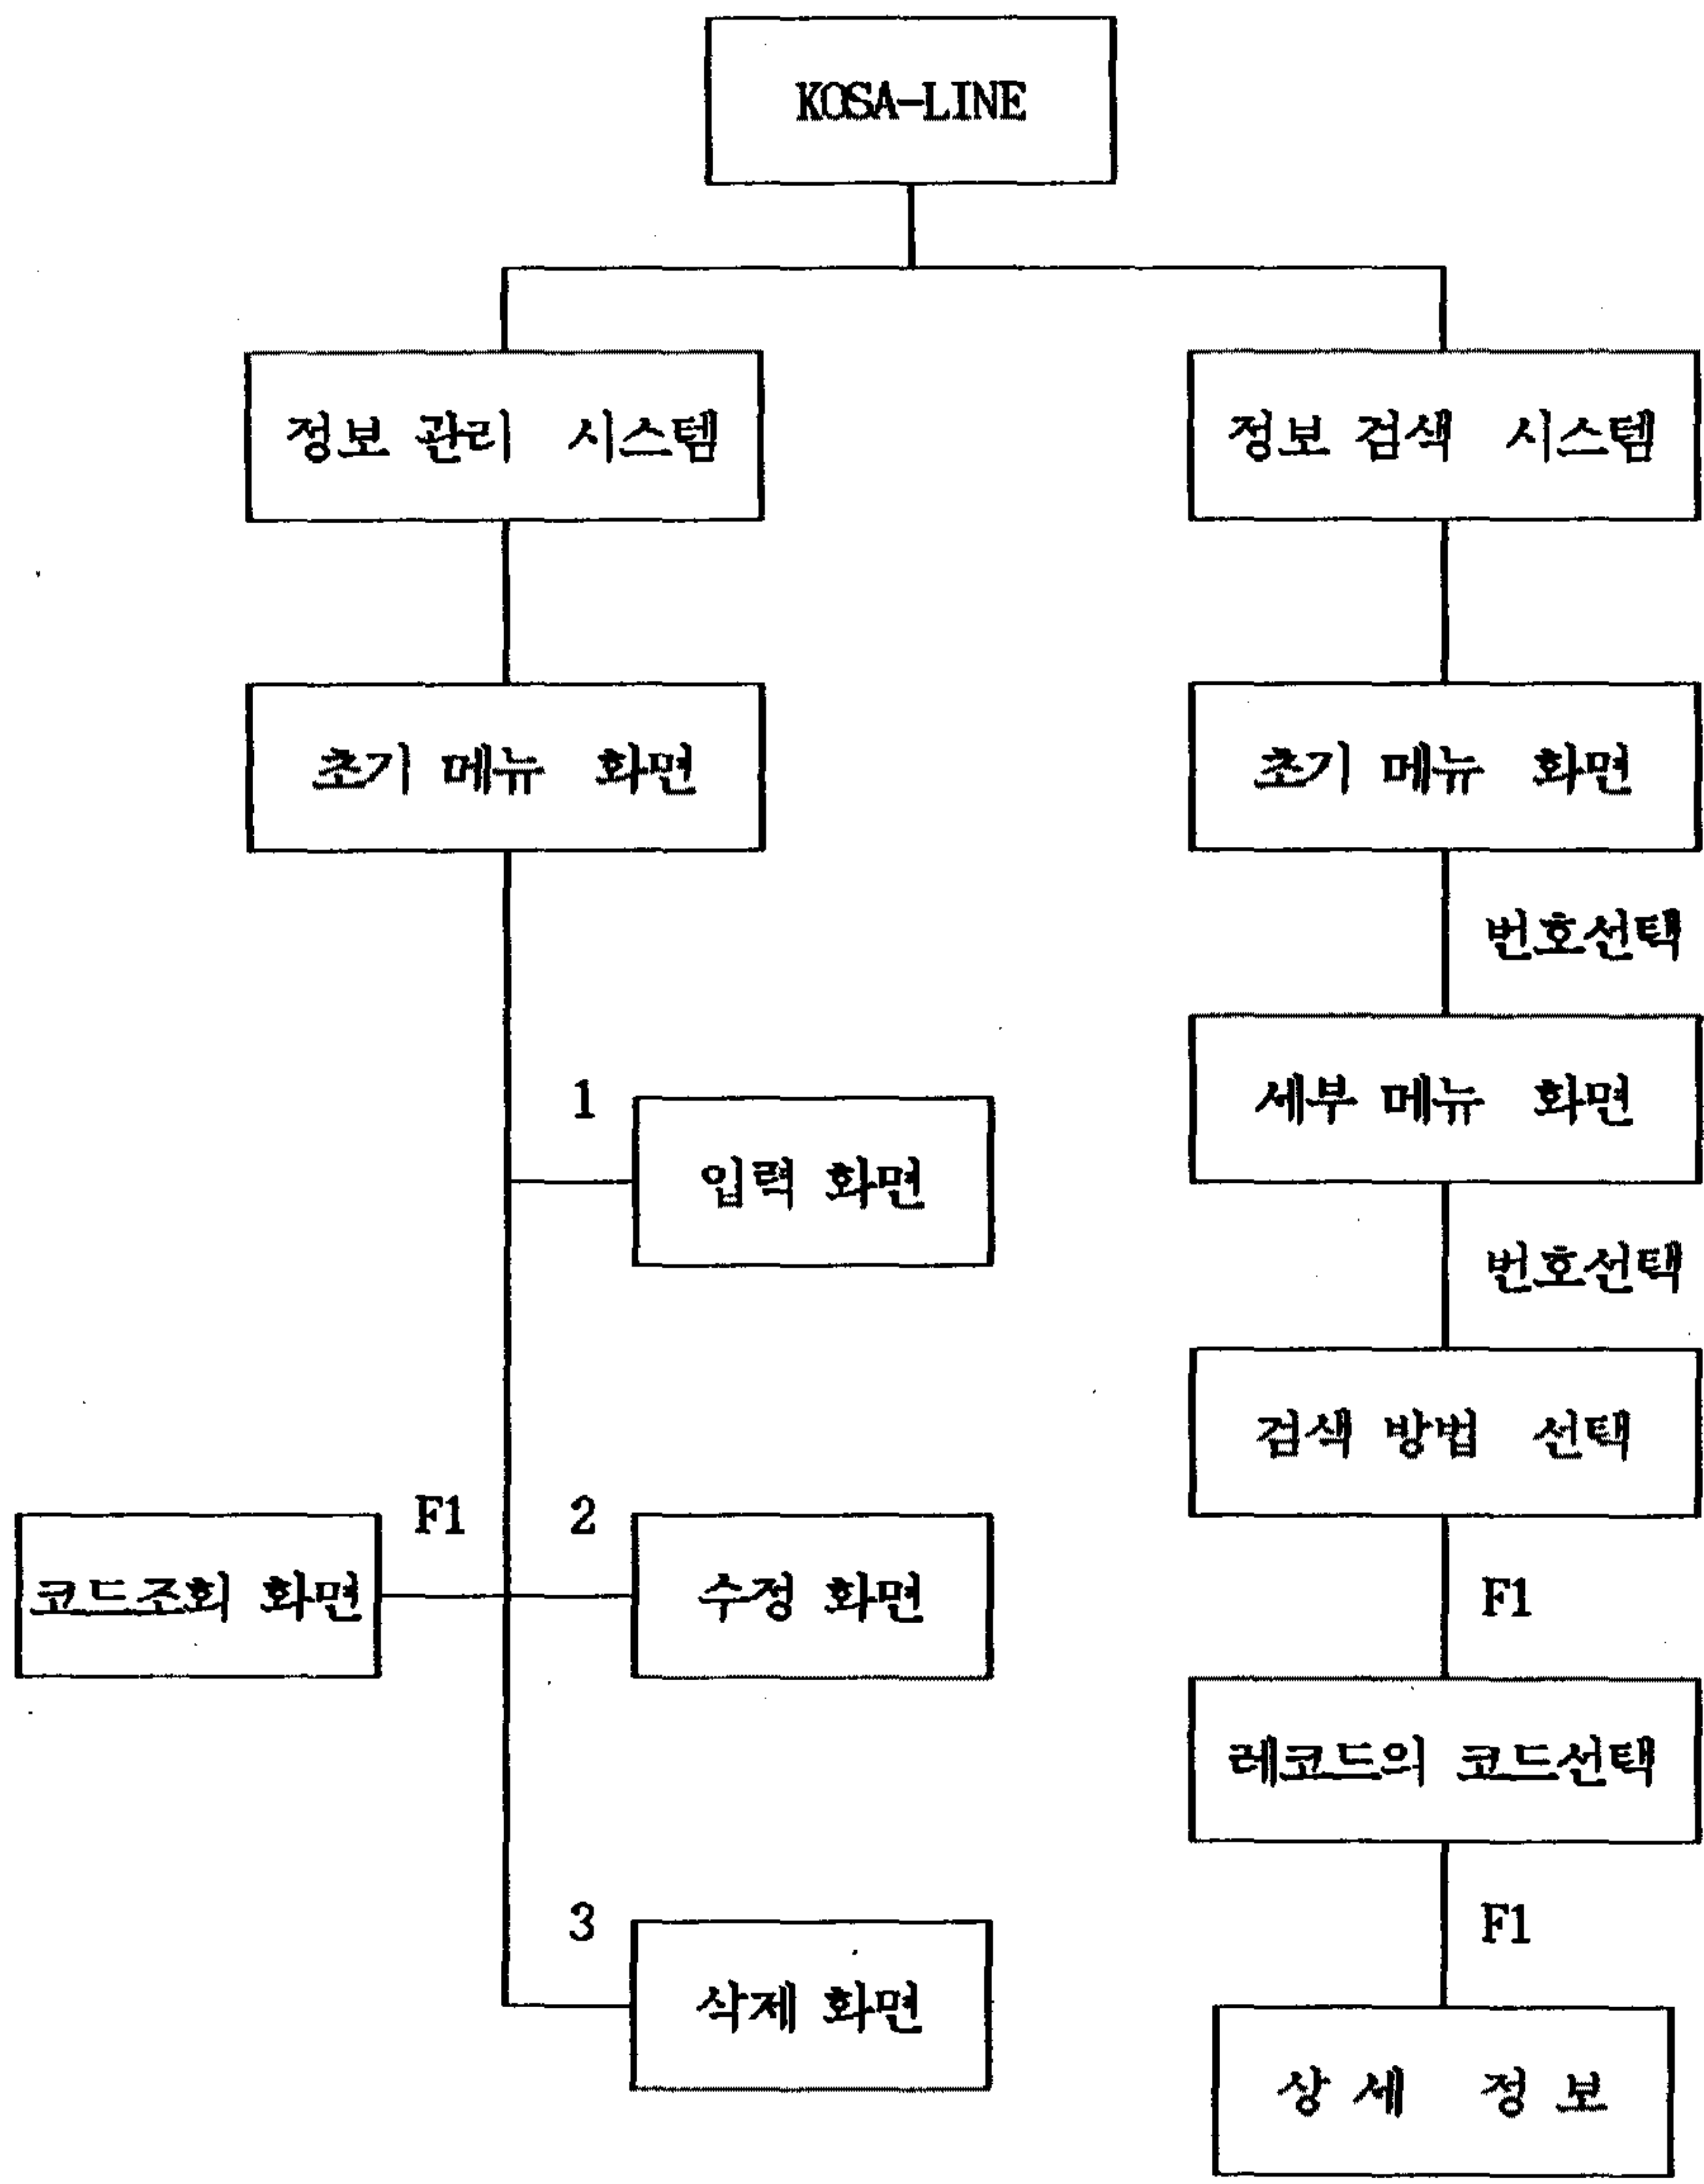 KOSA-LINE
정보 관리 시스템
정보 검색 시스템
초기 메뉴 화면
초기 메뉴 화면
번호선택
세부 메뉴 화면
1
입력 화면
번호선택
검색 방법 선택
F1
2
코드조회 화면
수정 화면
F1
레코드의 코드선택
3
F1
삭제 화면
상 세 정 보